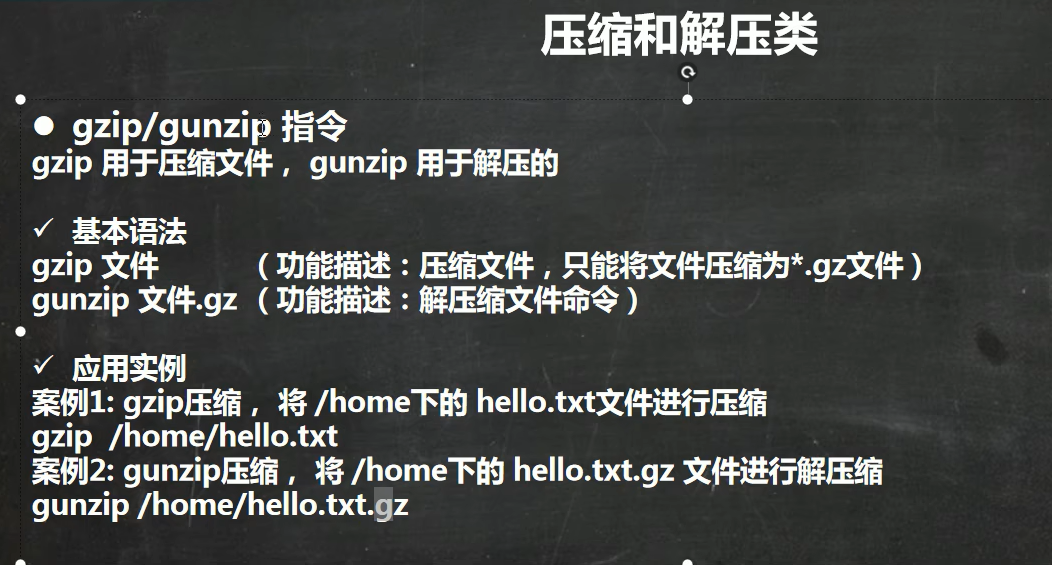 压缩和解压类
● gzip/gunzip 指令
gzip 用于压缩文件， gunzip 用于解压的
✓ 基本语法
gzip 文件 （功能描述：压缩文件，只能将文件压缩为*.gz文件）
gunzip 文件.gz （功能描述：解压缩文件命令）
✓ 应用实例
案例1: gzip压缩， 将 /home下的 hello.txt文件进行压缩
gzip /home/hello.txt
案例2: gunzip压缩， 将 /home下的 hello.txt.gz 文件进行解压缩
gunzip /home/hello.txt.gz